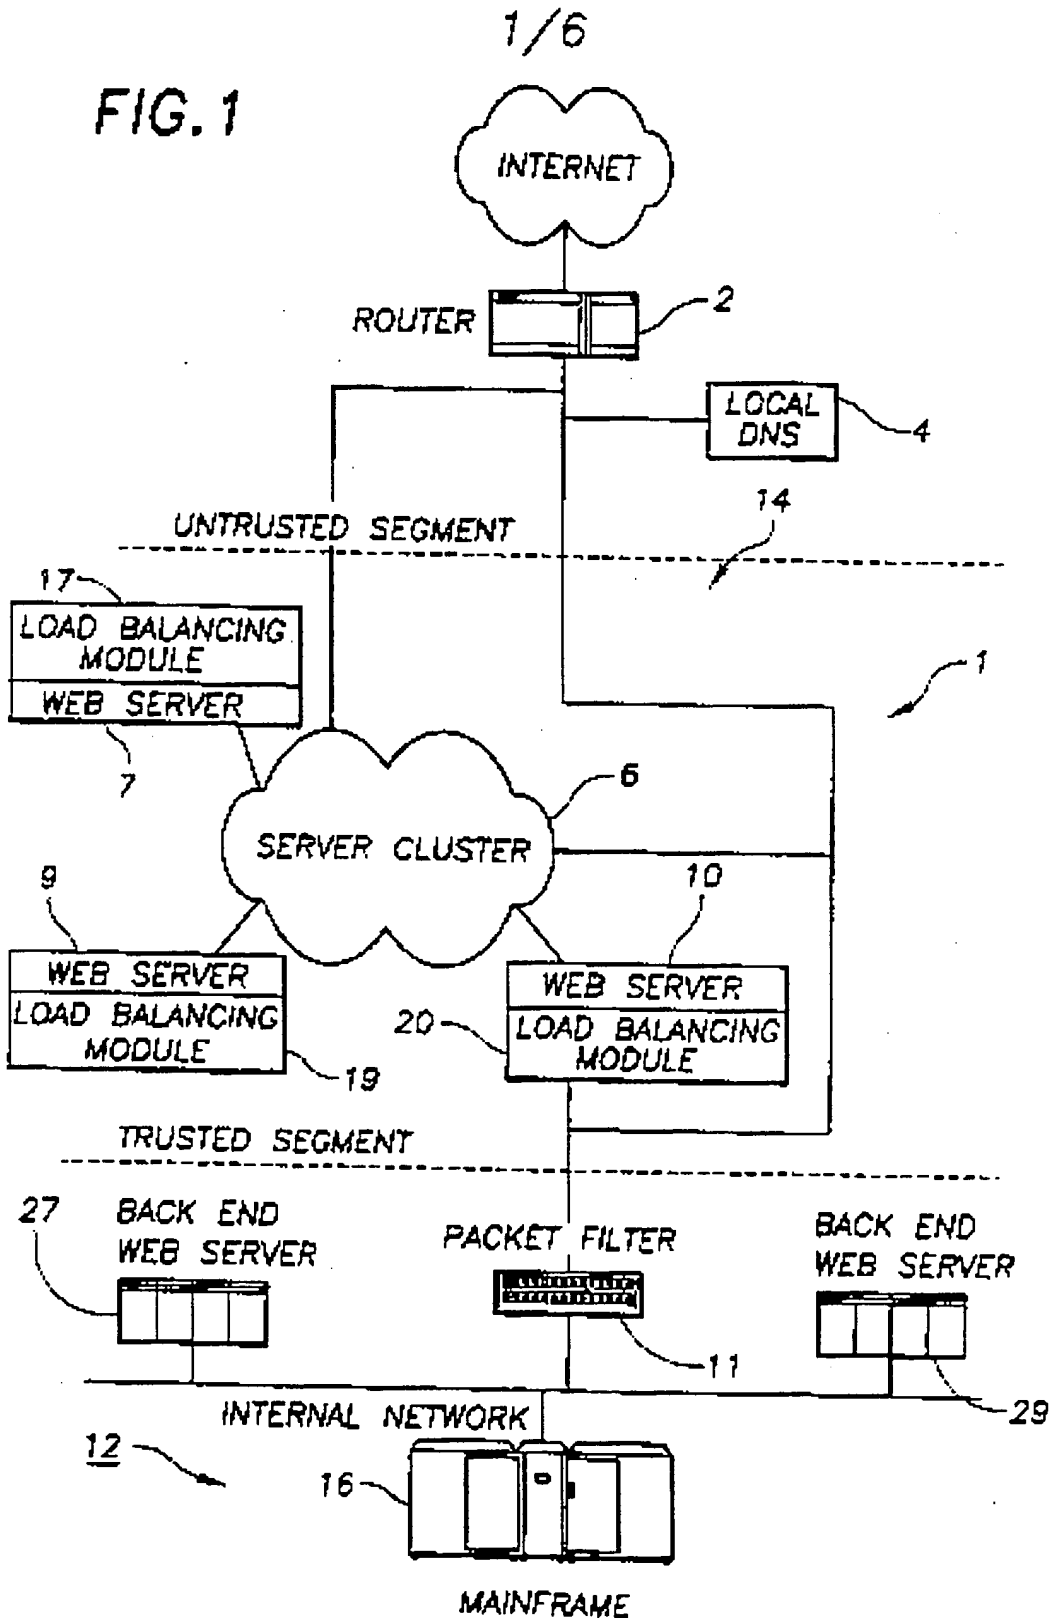 1/6
FIG. 1
INTERNET
ROUTER
2
LOCAL
DNS
4
14
UNTRUSTED SEGMENT
17
LOAD BALANCING
MODULE
WEB SERVER
7
1
6
SERVER CLUSTER
9
10
WEB SERVER
LOAD BALANCING
MODULE
19
WEB SERVER
20
LOAD BALANCING
MODULE
TRUSTED SEGMENT
27
BACK END
WEB SERVER
PACKET FILTER
BACK END
WEB SERVER
11
29
INTERNAL NETWORK
12
16
MAINFRAME